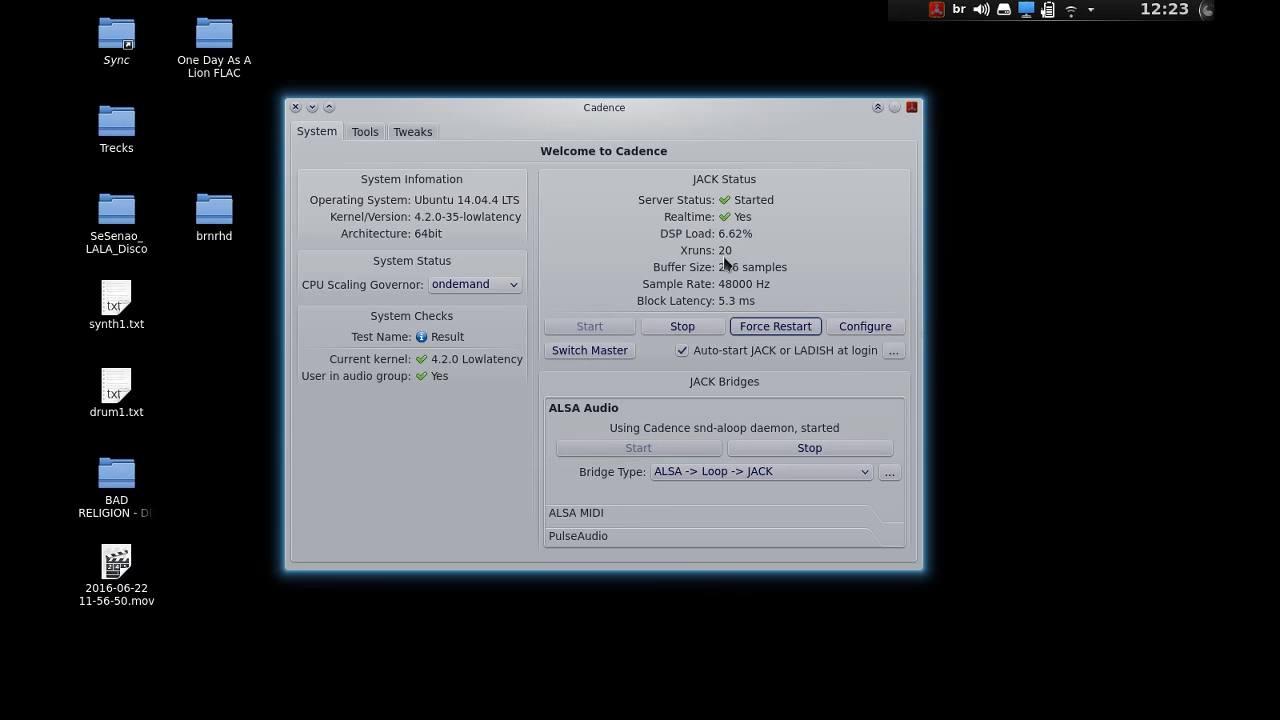 br
12:23
Sync
One Day As A
Lion FLAC
Trecks
SeSenao_
LALA_Disco
brnrhd
txt
synth1.txt
txt
drum1.txt
BAD
RELIGION - D
2016-06-22
11-56-50.mov
Cadence
System
Tools
Tweaks
Welcome to Cadence
System Infomation
Operating System: Ubuntu 14.04.4 LTS
Kernel/Version: 4.2.0-35-lowlatency
Architecture: 64bit
System Status
CPU Scaling Governor: ondemand
System Checks
Test Name: Result
Current kernel: 4.2.0 Lowlatency
User in audio group: Yes
JACK Status
Server Status: Started
Realtime: Yes
DSP Load: 6.62%
Xruns: 20
Buffer Size: samples
Sample Rate: 48000 Hz
Block Latency: 5.3 ms
Start
Stop
Force Restart
Configure
Switch Master
Auto-start JACK or LADISH at login
...
JACK Bridges
ALSA Audio
Using Cadence snd-aloop daemon, started
Start
Stop
Bridge Type: ALSA -> Loop -> JACK
...
ALSA MIDI
PulseAudio